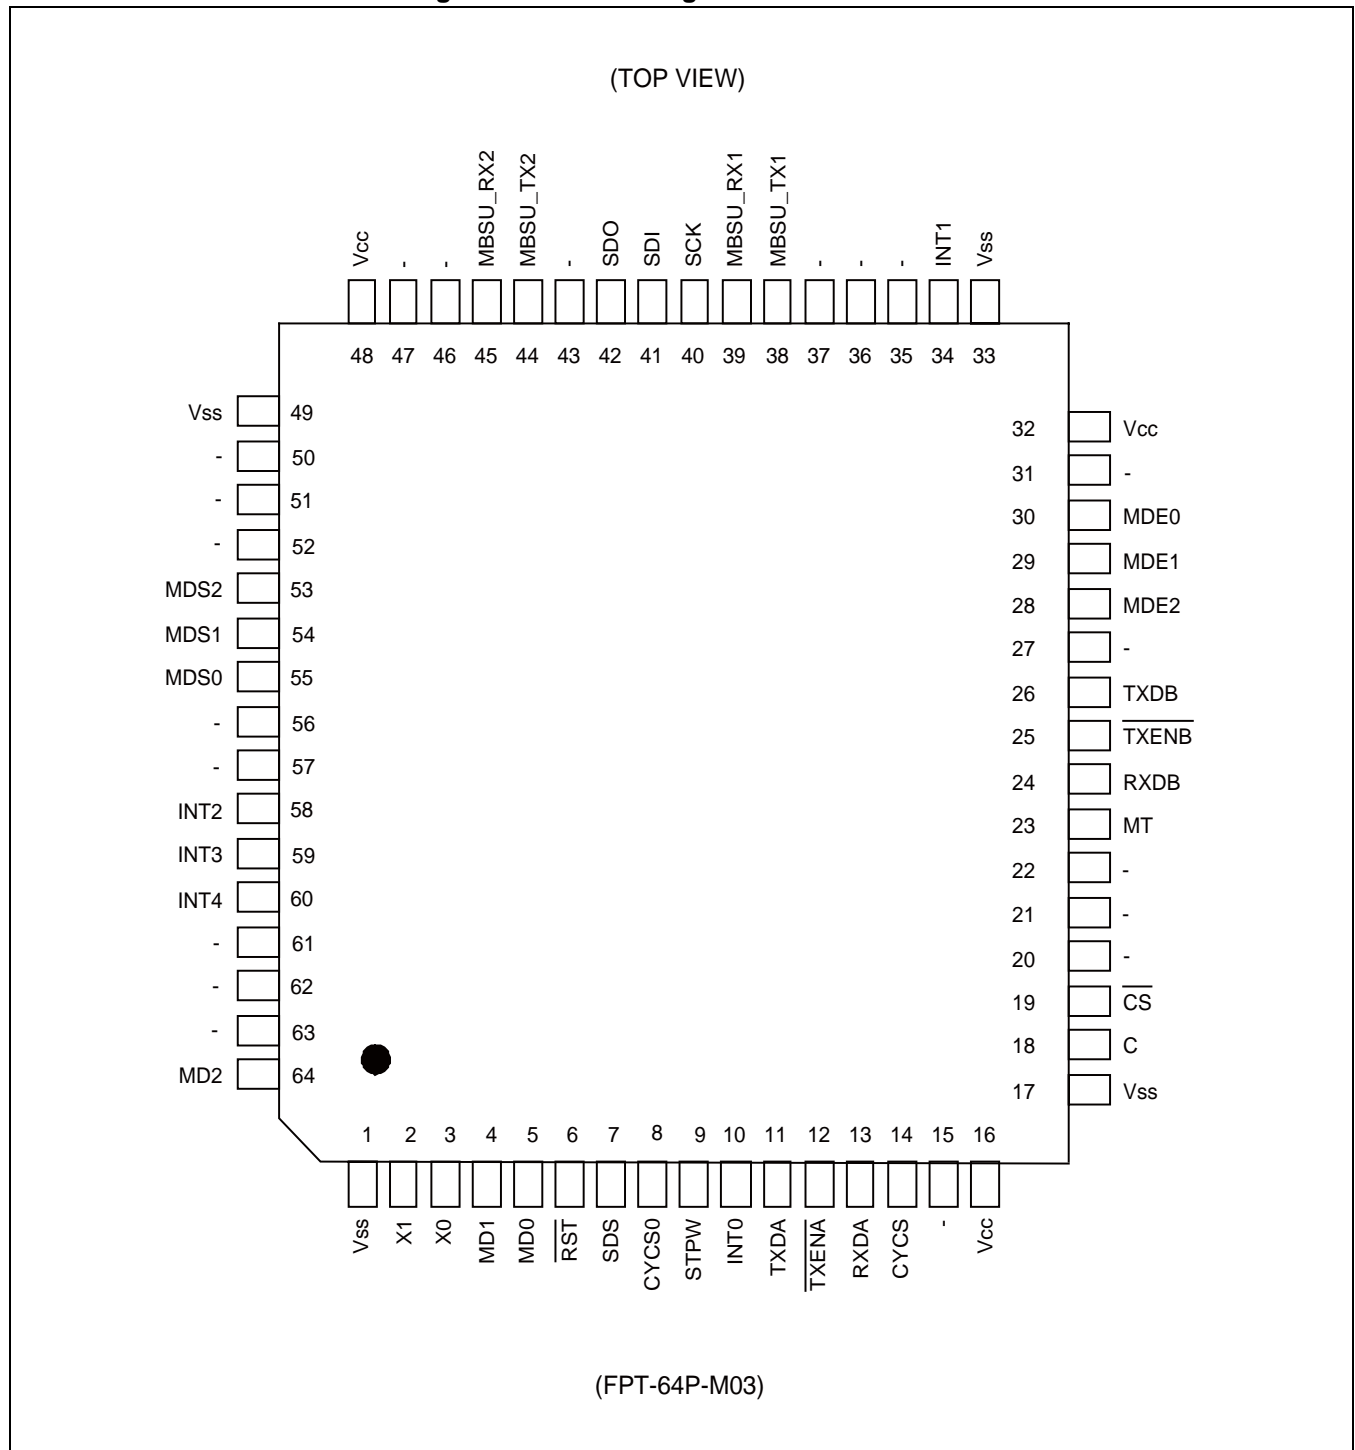 (TOP VIEW)
Vcc
-
-
MBSU_RX2
MBSU_TX2
-
SDO
SDI
SCK
MBSU_RX1
MBSU_TX1
-
-
-
INT1
Vss
48 47 46 45 44 43 42 41 40 39 38 37 36 35 34 33
Vss 49
- 50
- 51
- 52
MDS2 53
MDS1 54
MDS0 55
- 56
- 57
INT2 58
INT3 59
INT4 60
- 61
- 62
- 63
MD2 64
32 Vcc
31 -
30 MDE0
29 MDE1
28 MDE2
27 -
26 TXDB
25 TXENB
24 RXDB
23 MT
22 -
21 -
20 -
19 CS
18 C
17 Vss
1 2 3 4 5 6 7 8 9 10 11 12 13 14 15 16
Vss
X1
X0
MD1
MD0
RST
SDS
CYCS0
STPW
INT0
TXDA
TXENA
RXDA
CYCS
-
Vcc
(FPT-64P-M03)